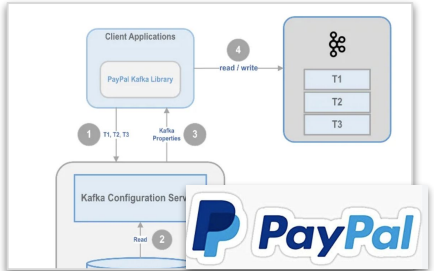 Client Applications
PayPal Kafka Library
4
read / write
T1
T2
T3
1
T1, T2, T3
Kafka
Properties
3
Kafka Configuration Serv
Read
2
PayPal